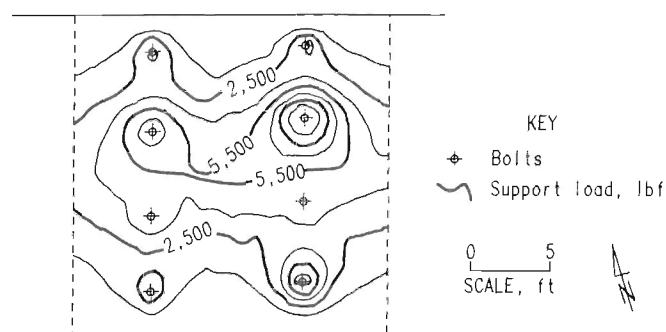 2,500
5,500
5,500
2,500
KEY
Bolts
Support load, lbf
0 5
SCALE, ft
N